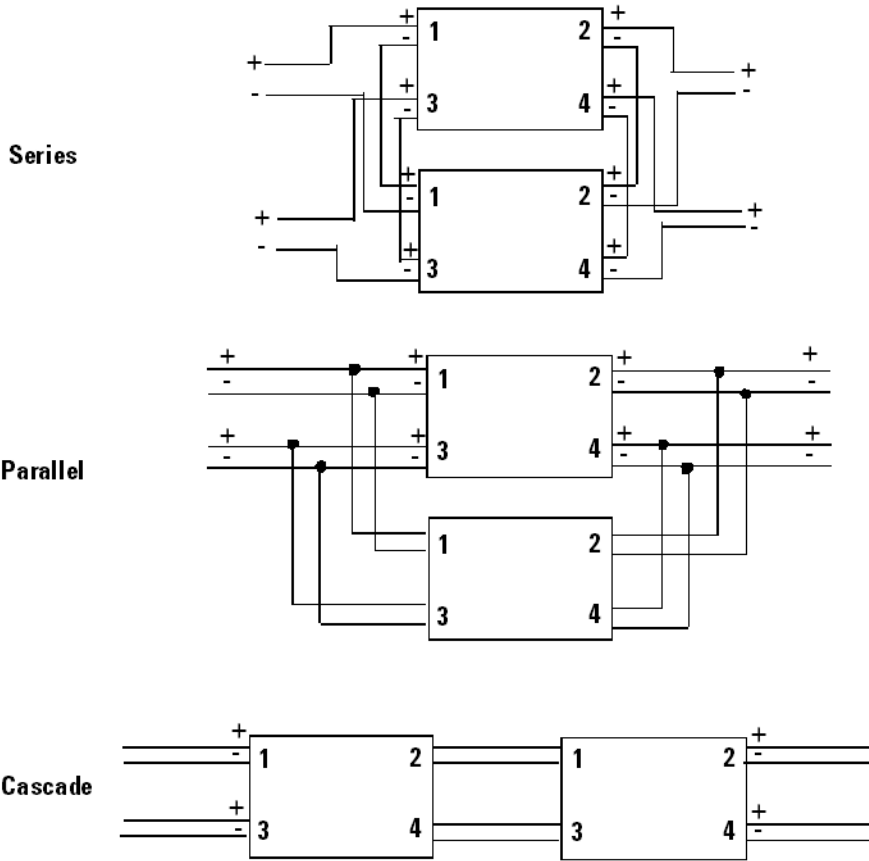 + +
1 2
- -
+ +
- + + -
3 4
- -
Series
+ +
1 2
- -
+ +
- -
+ +
3 4
- -
+ + + +
1 2
- - - -
+ + + +
3 4
- - - -
Parallel
1 2
3 4
+ +
1 2 1 2
- -
Cascade
+ +
3 4 3 4
- -